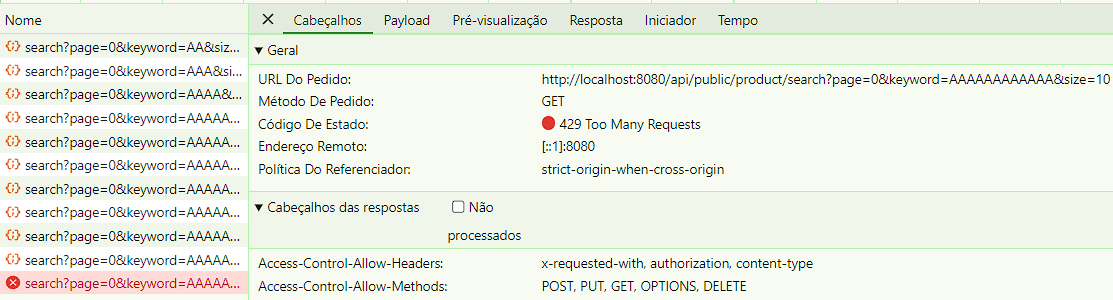 Nome
search?page=0&keyword=AA&siz...
search?page=0&keyword=AAA&si...
search?page=0&keyword=AAAA&...
search?page=0&keyword=AAAAA...
search?page=0&keyword=AAAAA...
search?page=0&keyword=AAAAA...
search?page=0&keyword=AAAAA...
search?page=0&keyword=AAAAA...
search?page=0&keyword=AAAAA...
search?page=0&keyword=AAAAA...
search?page=0&keyword=AAAAA...
Cabeçalhos Payload Pré-visualização Resposta Iniciador Tempo
Geral
URL Do Pedido: http://localhost:8080/api/public/product/search?page=0&keyword=AAAAAAAAAAAA&size=10
Método De Pedido: GET
Código De Estado: 429 Too Many Requests
Endereço Remoto: [::1]:8080
Política Do Referenciador: strict-origin-when-cross-origin
Cabeçalhos das respostas Não
processados
Access-Control-Allow-Headers: x-requested-with, authorization, content-type
Access-Control-Allow-Methods: POST, PUT, GET, OPTIONS, DELETE